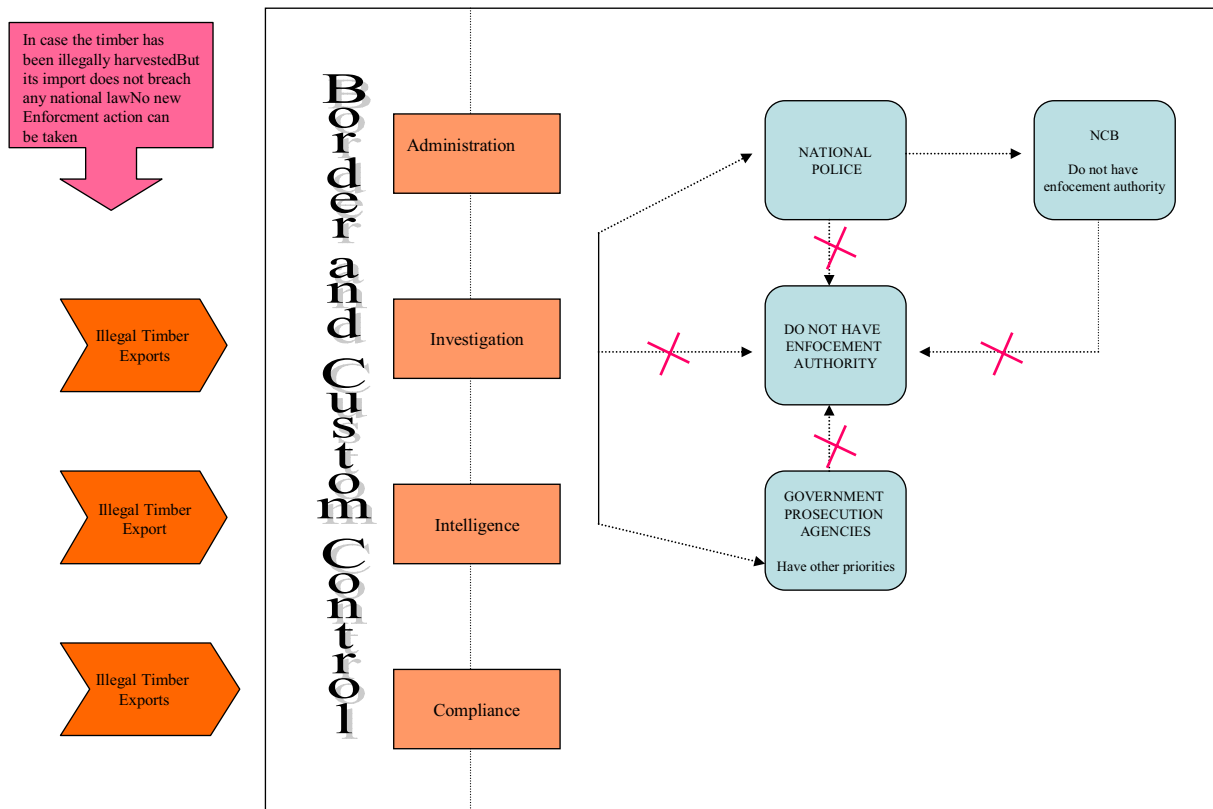 In case the timber has
been illegally harvestedBut
its import does not breach
any national lawNo new
Enforcment action can
be taken
Illegal Timber
Exports
Illegal Timber
Export
Illegal Timber
Exports
Border and Custom Control
Administration
Investigation
Intelligence
Compliance
NATIONAL
POLICE
NCB
Do not have
enfocement authority
DO NOT HAVE
ENFOCEMENT
AUTHORITY
GOVERNMENT
PROSECUTION
AGENCIES
Have other priorities